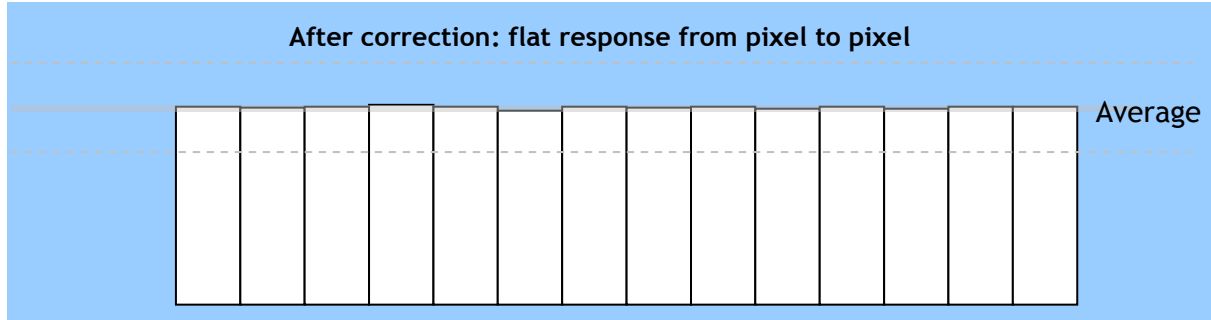 After correction: flat response from pixel to pixel
Average